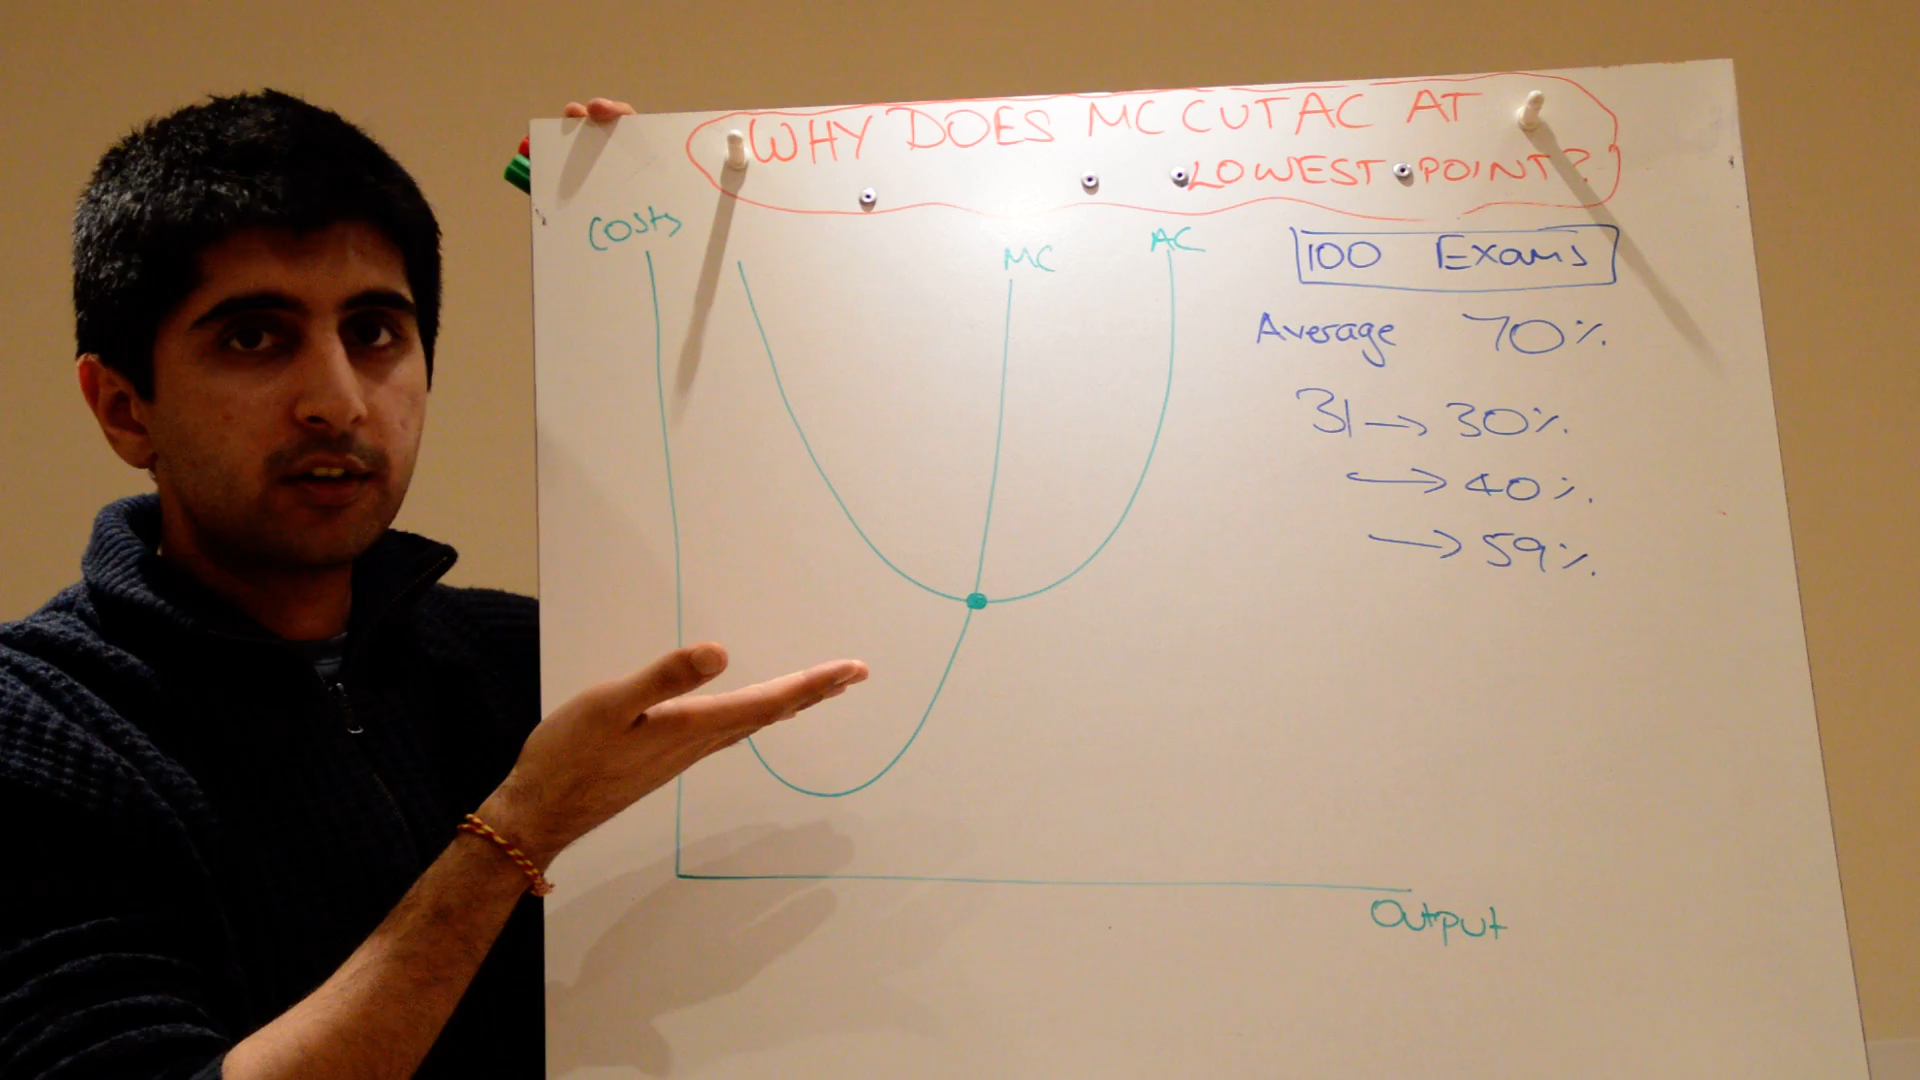 WHY DOES MC CUT AC AT
LOWEST POINT?
Costs
MC
AC
100 Exams
Average 70%
31 → 30%
→ 40%
→ 59%
Output